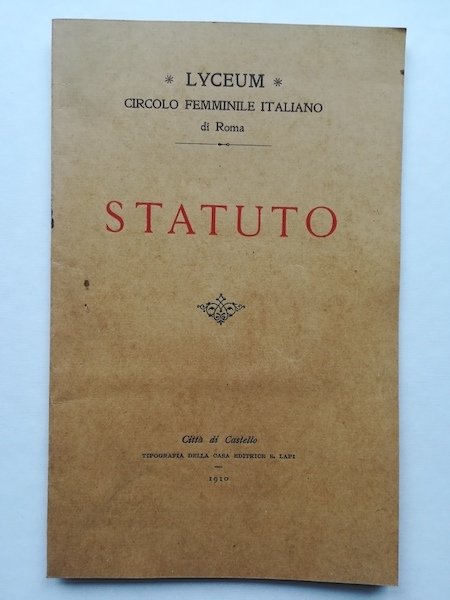 * LYCEUM *
CIRCOLO FEMMINILE ITALIANO
di Roma
STATUTO
Città di Castello
TIPOGRAFIA DELLA CASA EDITRICE S. LAPI
1910